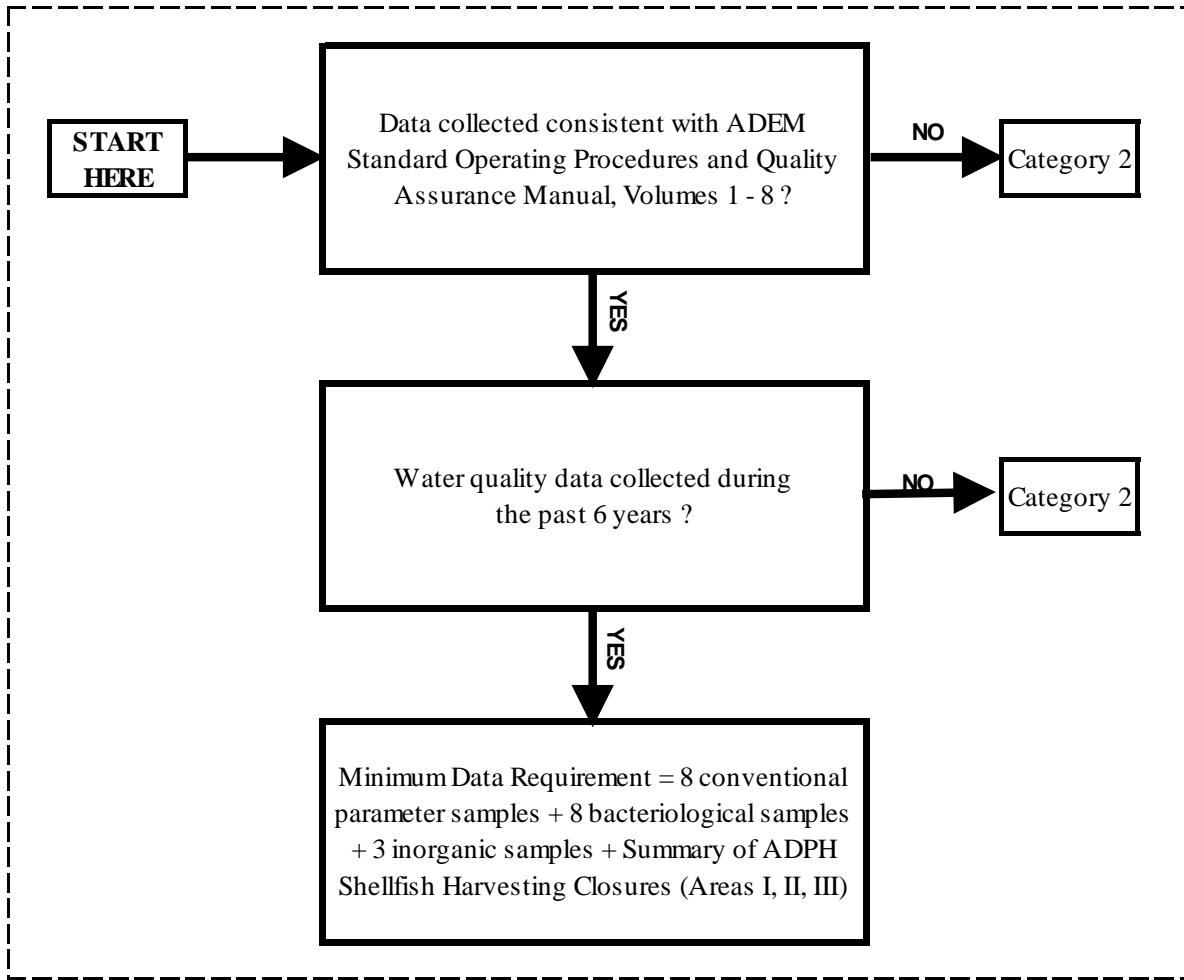 START
HERE
Data collected consistent with ADEM
Standard Operating Procedures and Quality
Assurance Manual, Volumes 1 - 8 ?
NO
Category 2
YES
Water quality data collected during
the past 6 years ?
NO
Category 2
YES
Minimum Data Requirement = 8 conventional
parameter samples + 8 bacteriological samples
+ 3 inorganic samples + Summary of ADPH
Shellfish Harvesting Closures (Areas I, II, III)